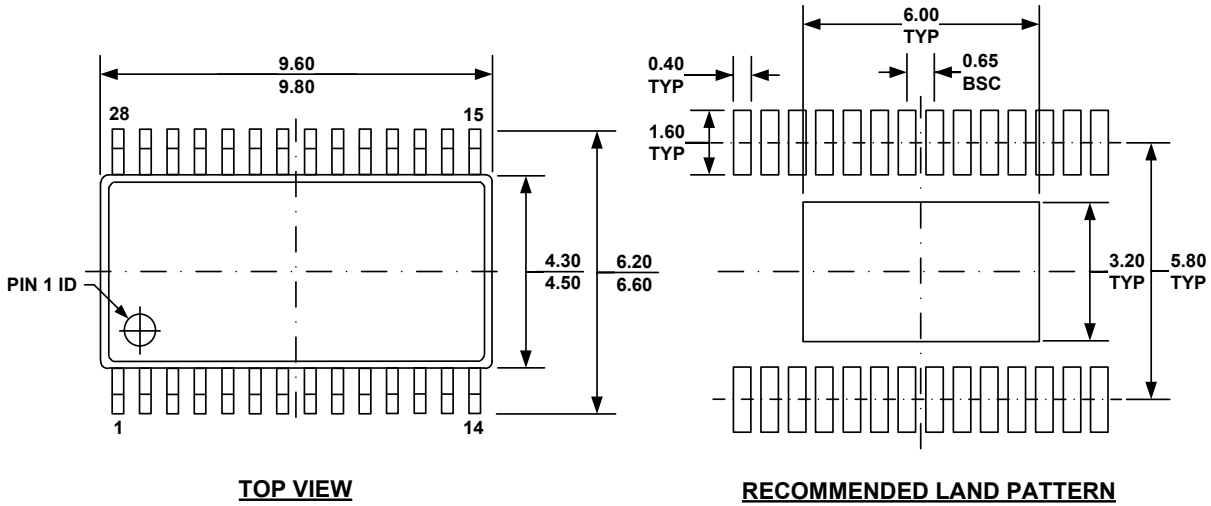 9.60
9.80
28
15
4.30
4.50
6.20
6.60
PIN 1 ID
1
14
TOP VIEW
6.00
TYP
0.40
TYP
0.65
BSC
1.60
TYP
3.20
TYP
5.80
TYP
RECOMMENDED LAND PATTERN